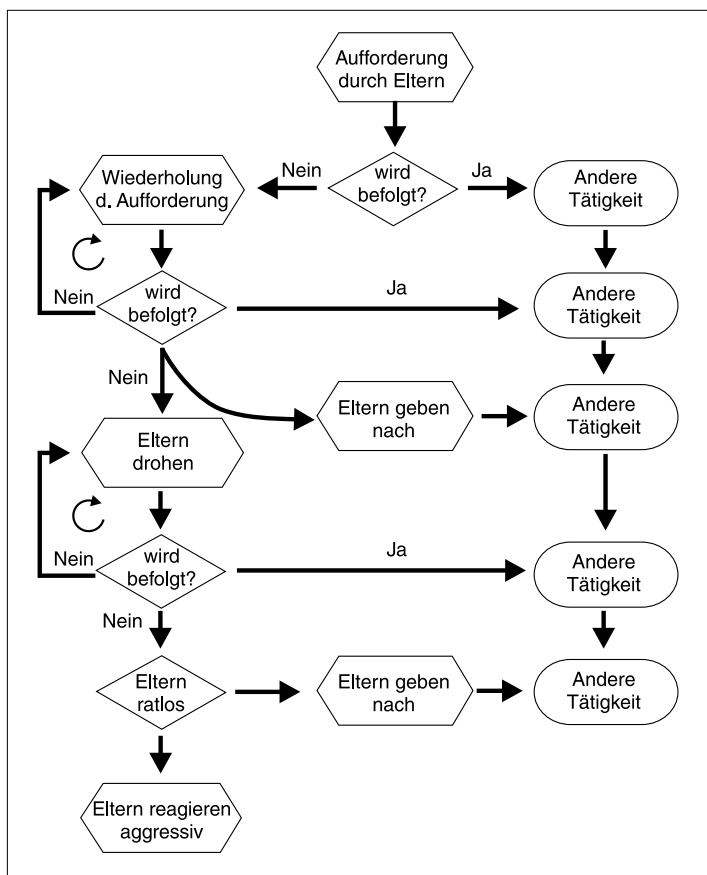 Aufforderung
durch Eltern
Nein
wird
befolgt?
Ja
Wiederholung
d. Aufforderung
Andere
Tätigkeit
Nein
wird
befolgt?
Ja
Andere
Tätigkeit
Nein
Eltern geben
nach
Andere
Tätigkeit
Eltern
drohen
Nein
wird
befolgt?
Ja
Andere
Tätigkeit
Nein
Eltern
ratlos
Eltern geben
nach
Andere
Tätigkeit
Eltern reagieren
aggressiv